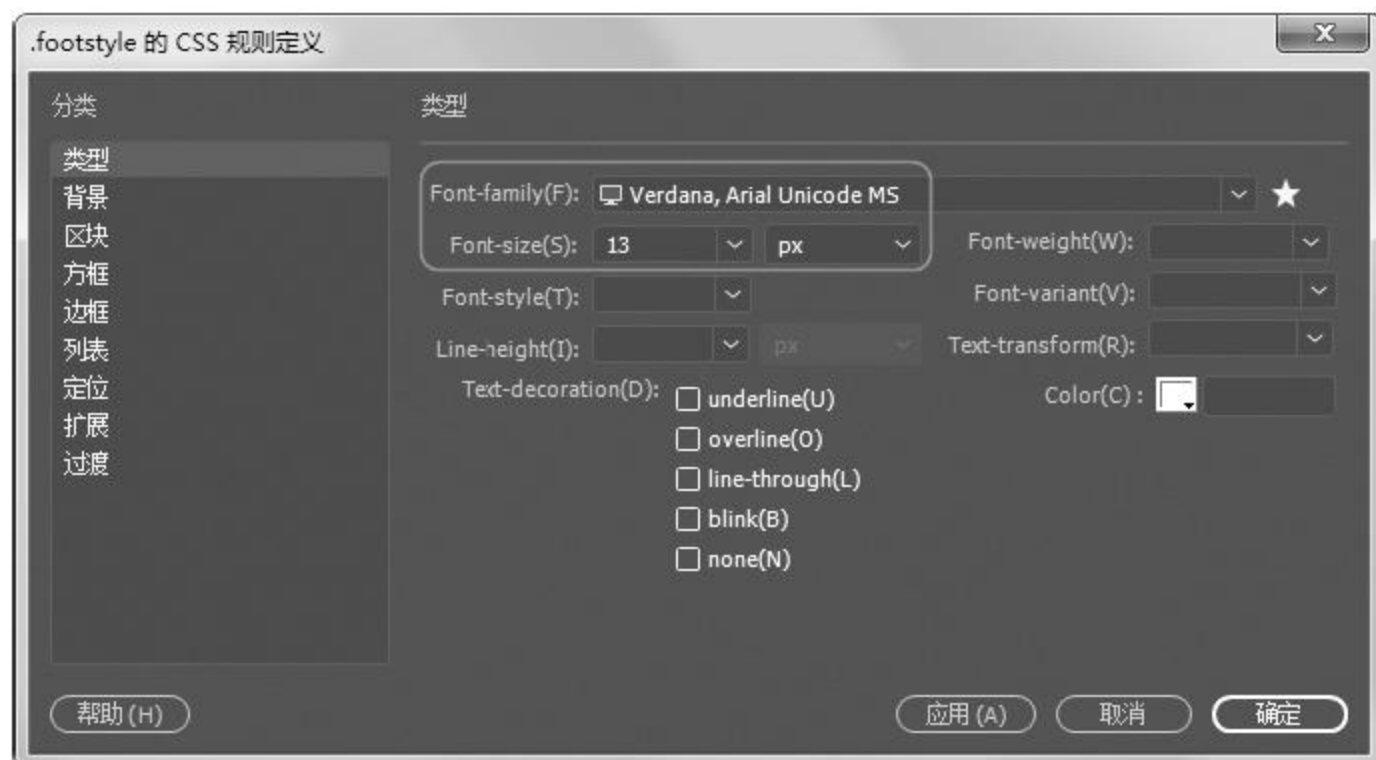 .footstyle 的 CSS 规则定义
分类
类型
背景
区块
方框
边框
列表
定位
扩展
过渡
类型
Font-family(F): Verdana, Arial Unicode MS
Font-size(S): 13 px Font-weight(W):
Font-style(T): Font-variant(V):
Line-height(I): px Text-transform(R):
Text-decoration(D): underline(U) Color(C) :
overline(O)
line-through(L)
blink(B)
none(N)
帮助 (H) 应用 (A) 取消 确定